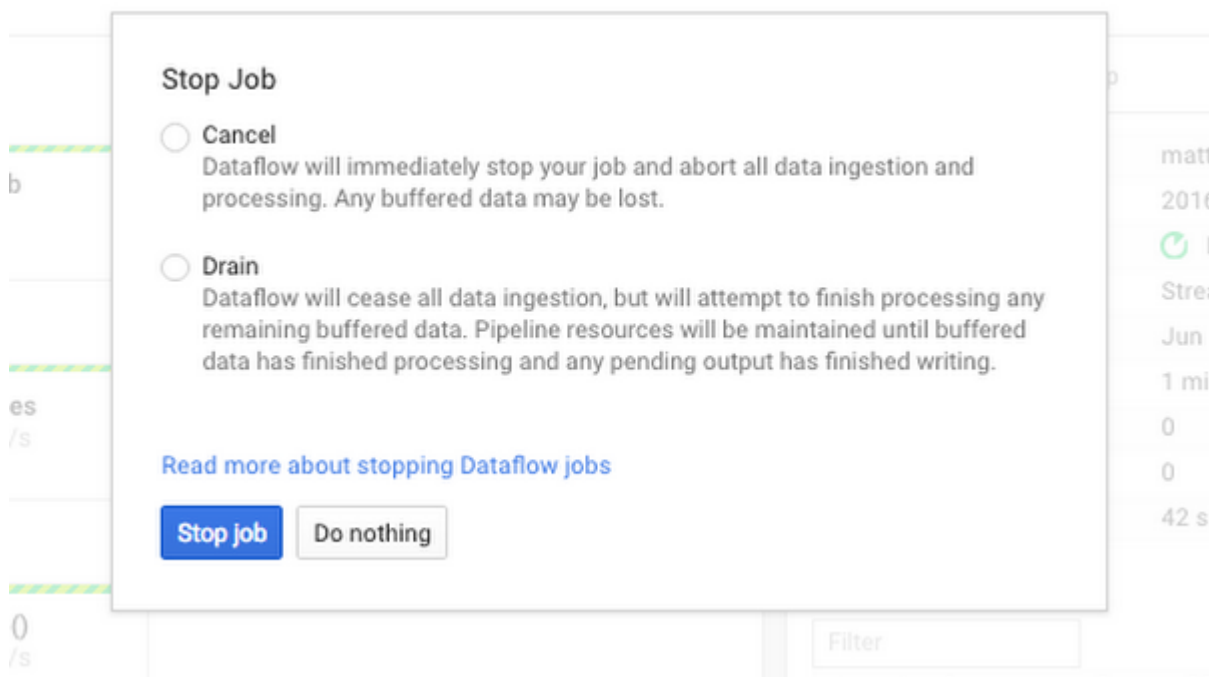 Stop Job
Cancel
Dataflow will immediately stop your job and abort all data ingestion and
processing. Any buffered data may be lost.
Drain
Dataflow will cease all data ingestion, but will attempt to finish processing any
remaining buffered data. Pipeline resources will be maintained until buffered
data has finished processing and any pending output has finished writing.
Read more about stopping Dataflow jobs
Stop job
Do nothing
b
es
/s
()
/s
p
matt
2016
Strea
Jun
1 mi
0
0
42 s
Filter